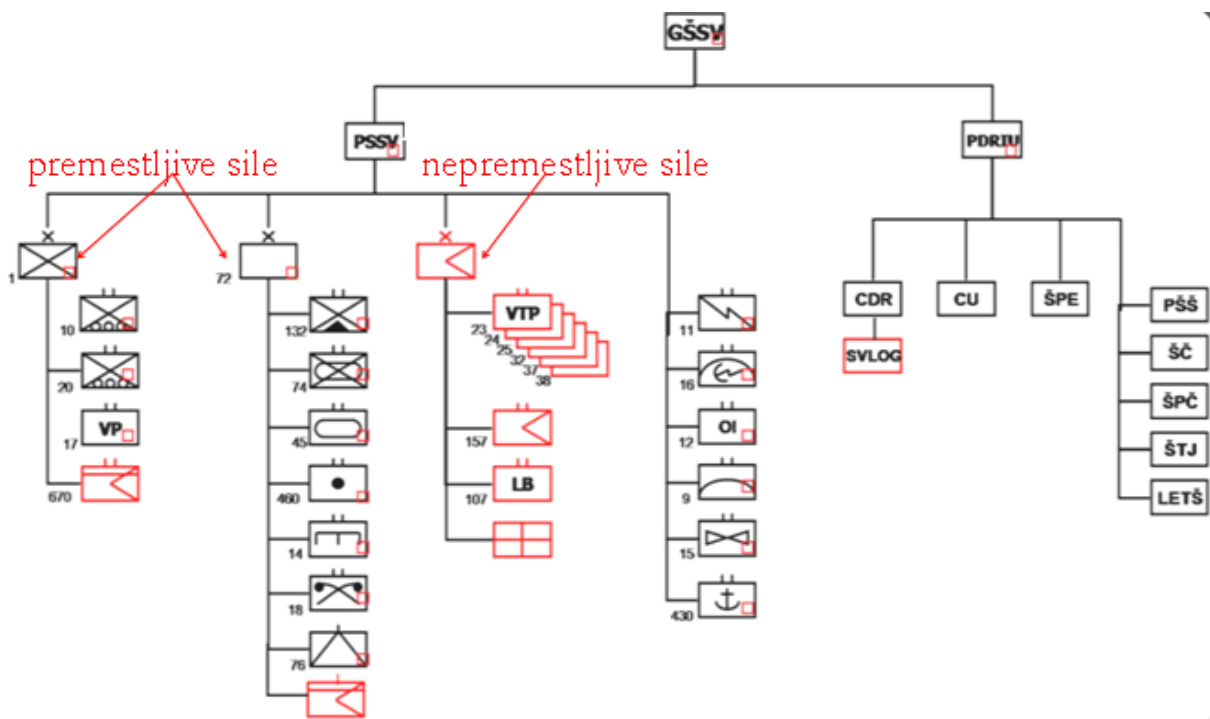 GŠSV
PSSV
PDRIU
premestljive sile
nepremestljive sile
1
72
10
20
17
VP
670
132
74
45
460
14
18
76
VTP
23
24
25
32
37
38
157
107
LB
11
16
12
OI
9
15
430
CDR
CU
ŠPE
SVLOG
PŠŠ
ŠČ
ŠPČ
ŠTJ
LETŠ